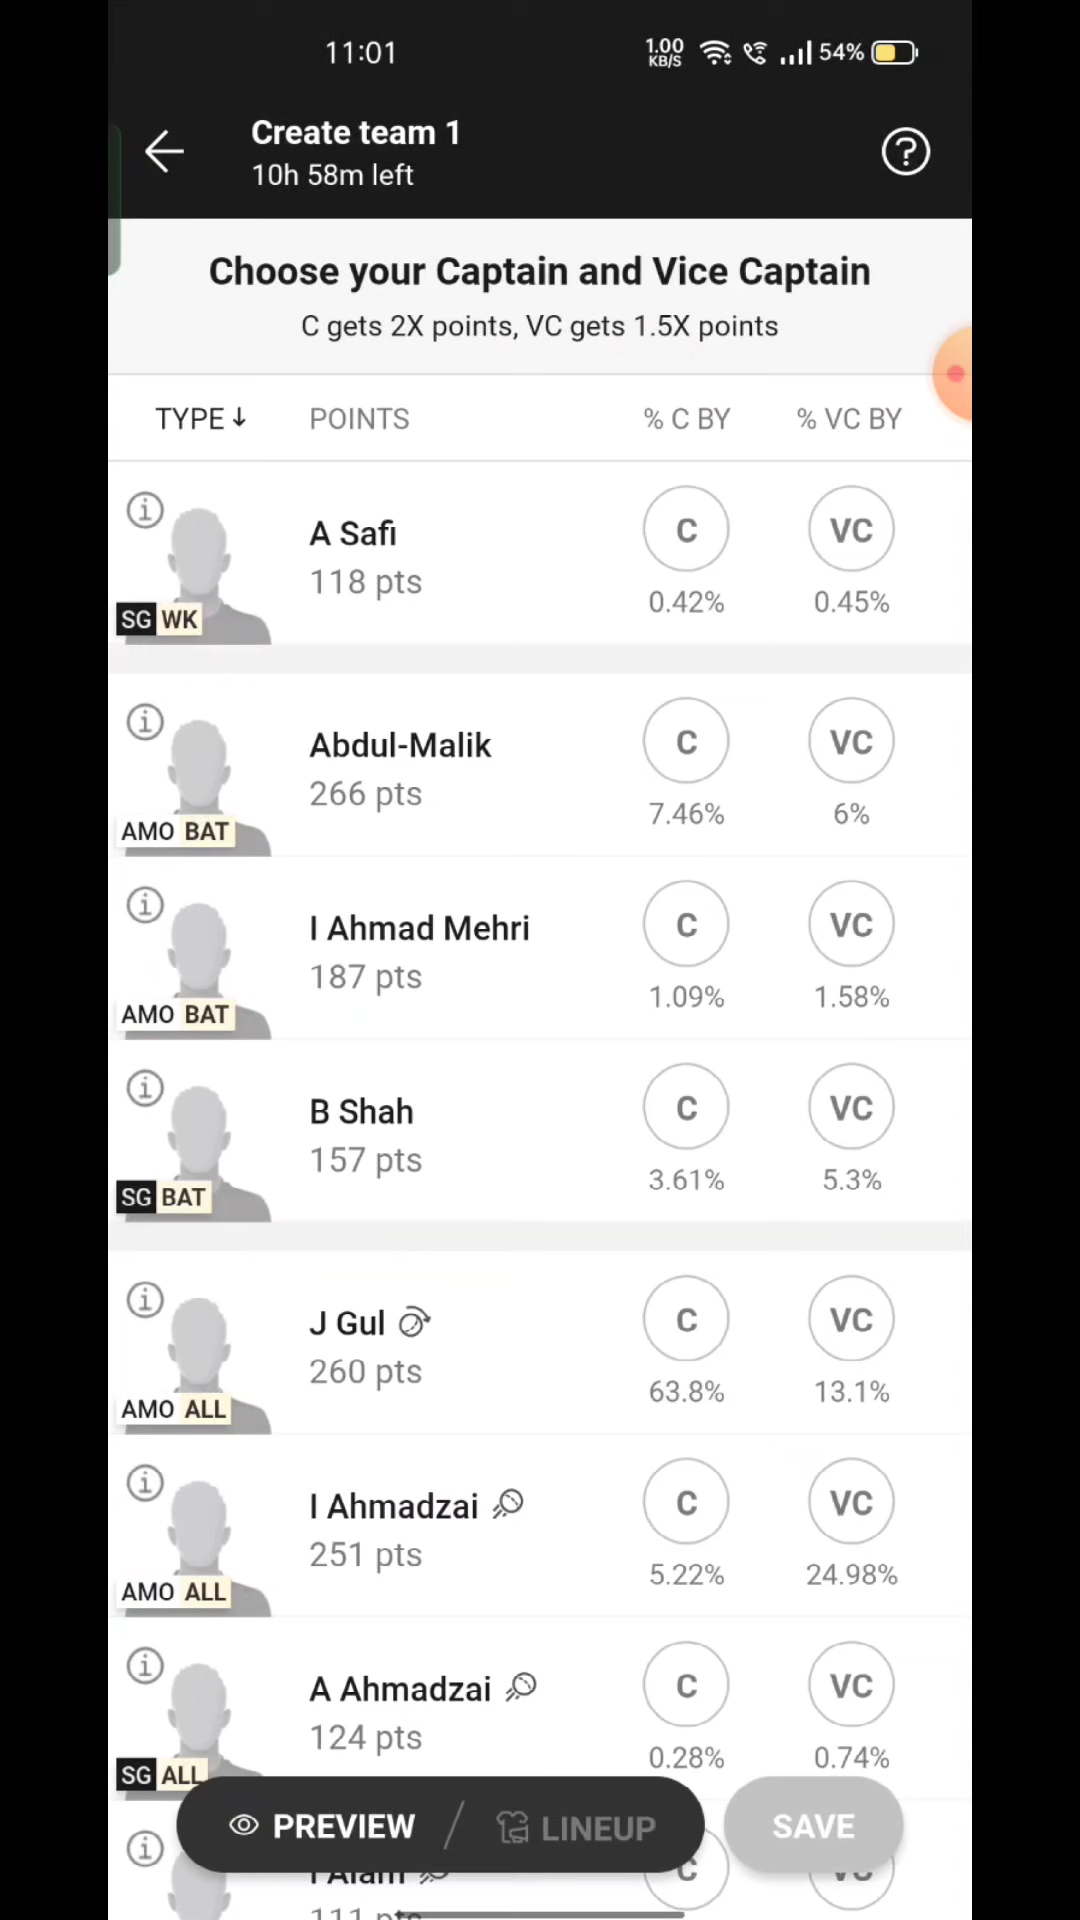 11:01
1.00 KB/S
54%
Create team 1
10h 58m left
Choose your Captain and Vice Captain
C gets 2X points, VC gets 1.5X points
TYPE↓ POINTS % C BY % VC BY
A Safi
118 pts
SG WK
C VC
0.42% 0.45%
Abdul-Malik
266 pts
AMO BAT
C VC
7.46% 6%
I Ahmad Mehri
187 pts
AMO BAT
C VC
1.09% 1.58%
B Shah
157 pts
SG BAT
C VC
3.61% 5.3%
J Gul
260 pts
AMO ALL
C VC
63.8% 13.1%
I Ahmadzai
251 pts
AMO ALL
C VC
5.22% 24.98%
A Ahmadzai
124 pts
SG ALL
C VC
0.28% 0.74%
PREVIEW / LINEUP SAVE
I Alam
C VC
111 pts